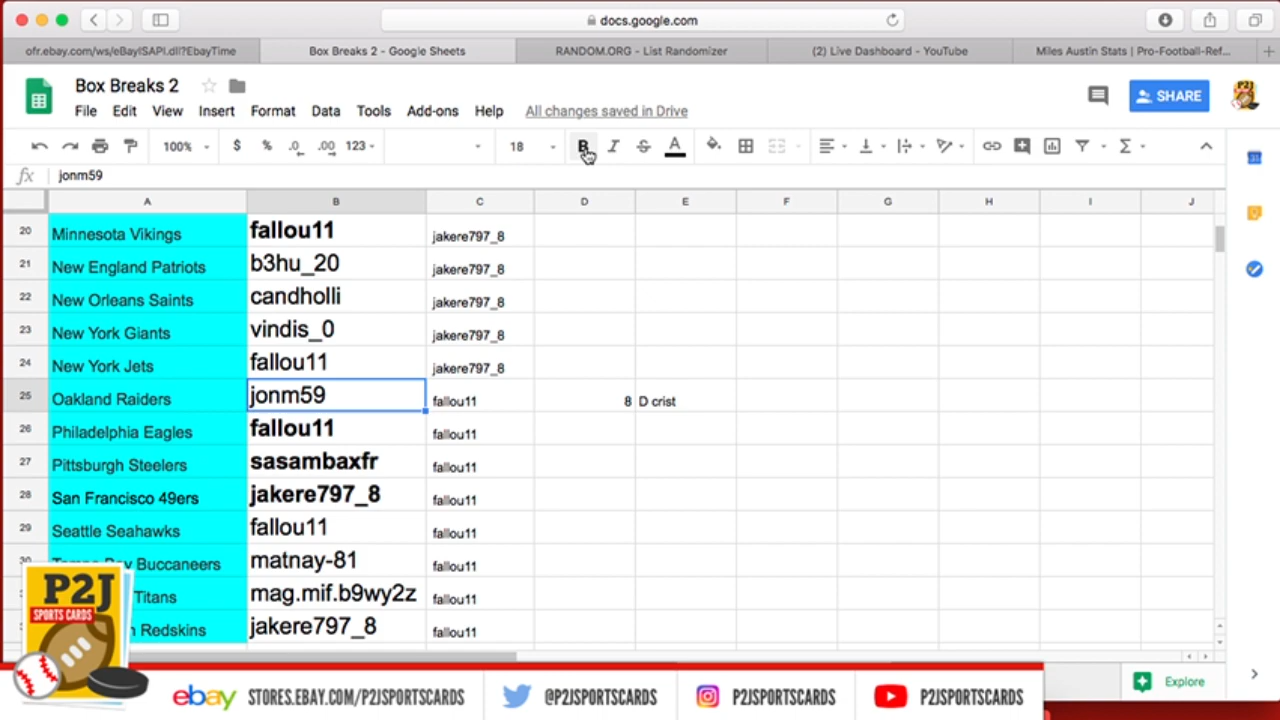 docs.google.com
ofr.ebay.com/ws/eBayISAPI.dll?EbayTime
Box Breaks 2 - Google Sheets
RANDOM.ORG - List Randomizer
(2) Live Dashboard - YouTube
Miles Austin Stats | Pro-Football-Ref...
Box Breaks 2
File Edit View Insert Format Data Tools Add-ons Help All changes saved in Drive
SHARE
100% $ % .0 .00 123 18 B I S A Σ
fx jonm59
A B C D E F G H I J
20 Minnesota Vikings fallou11 jakere797_8
21 New England Patriots b3hu_20 jakere797_8
22 New Orleans Saints candholli jakere797_8
23 New York Giants vindis_0 jakere797_8
24 New York Jets fallou11 jakere797_8
25 Oakland Raiders jonm59 fallou11 8 D crist
26 Philadelphia Eagles fallou11 fallou11
27 Pittsburgh Steelers sasambaxfr fallou11
28 San Francisco 49ers jakere797_8 fallou11
29 Seattle Seahawks fallou11 fallou11
30 Buccaneers matnay-81 fallou11
Titans mag.mif.b9wy2z fallou11
Redskins jakere797_8 fallou11
P2J
SPORTS CARDS
Explore
ebay STORES.EBAY.COM/P2JSPORTSCARDS @P2JSPORTSCARDS P2JSPORTSCARDS P2JSPORTSCARDS